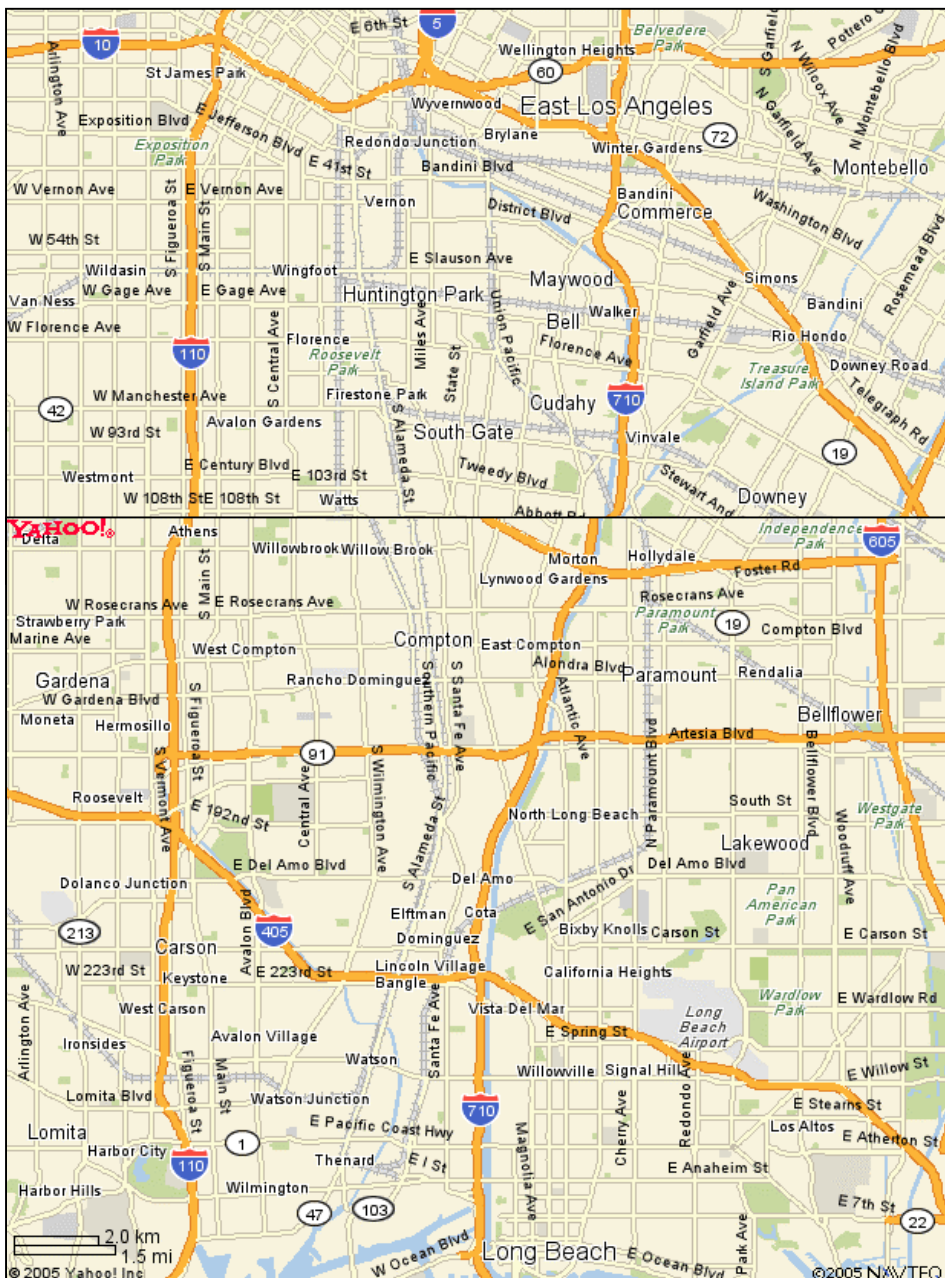 E 6th St
5
Potrero G
Belvedere
Park
S Garfield
N Wilcox Ave
N Montebello Blvd
10
Arlington Ave
Wellington Heights
60
St James Park
Wyvernwood
East Los Angeles
N Garfield Ave
Exposition Blvd
E Jefferson Blvd
Brylane
72
Exposition
Park
Redondo Junction
Winter Gardens
E 41st St
Bandini Blvd
Montebello
W Vernon Ave
E Vernon Ave
Vernon
Bandini
Commerce
District Blvd
Washington Blvd
S Figueroa St
S Main St
W 54th St
E Slauson Ave
Rosemead Blvd
Wildasin
Wingfoot
Maywood
Simons
W Gage Ave
E Gage Ave
Huntington Park
Van Ness
Walker
Bandini
Garfield Ave
Union Pacific
Miles Ave
W Florence Ave
Bell
Florence
Florence Ave
Rio Hondo
110
Roosevelt
Park
State St
S Central Ave
Treasure
Island Park
Downey Road
W Manchester Ave
Firestone Park
Cudahy
710
Telegraph Rd
42
Avalon Gardens
S Alameda St
W 93rd St
South Gate
Vinvale
19
E Century Blvd
Westmont
E 103rd St
Tweedy Blvd
Stewart And
W 108th St
E 108th St
Watts
Downey
Abbott Rd
YAHOO!®
Athens
Independence
Park
Delta
Willowbrook
Willow Brook
Morton
Hollydale
605
S Main St
Lynwood Gardens
Foster Rd
W Rosecrans Ave
E Rosecrans Ave
Rosecrans Ave
Strawberry Park
Paramount
Park
19
Marine Ave
Compton
East Compton
Compton Blvd
West Compton
Alondra Blvd
Gardena
Rancho Dominguez
Paramount
Rendalia
W Gardena Blvd
S Figueroa St
Southern Pacific
S Santa Fe Ave
Atlantic Ave
Moneta
Hermosillo
Bellflower
91
Artesia Blvd
S Vermont Ave
S Wilmington Ave
N Paramount Blvd
Bellflower Blvd
Central Ave
Roosevelt
E 192nd St
South St
North Long Beach
Westgate
Park
Woodruff Ave
S Alameda St
Lakewood
E Del Amo Blvd
Del Amo Blvd
Dolanco Junction
Del Amo
E San Antonio Dr
Pan
American
Park
Avalon Blvd
213
405
Elftman
Cota
Bixby Knolls
Carson St
E Carson St
Carson
Dominguez
W 223rd St
Keystone
E 223rd St
Lincoln Village
Bangle
California Heights
Arlington Ave
West Carson
Santa Fe Ave
Vista Del Mar
Wardlow
Park
E Wardlow Rd
Avalon Village
E Spring St
Long
Beach
Airport
Ironsides
Figueroa St
Main St
Watson
Willowville
Signal Hill
E Willow St
Lomita Blvd
Watson Junction
710
Cherry Ave
Redondo Ave
E Stearns St
E Pacific Coast Hwy
Los Altos
Lomita
1
Magnolia Ave
E Atherton St
Harbor City
110
Thenard
E I St
E Anaheim St
Harbor Hills
Wilmington
47
103
E 7th St
22
2.0 km
1.5 mi
W Ocean Blvd
Long Beach
E Ocean Blvd
Park Ave
© 2005 Yahoo! Inc
©2005 NAVTEQ